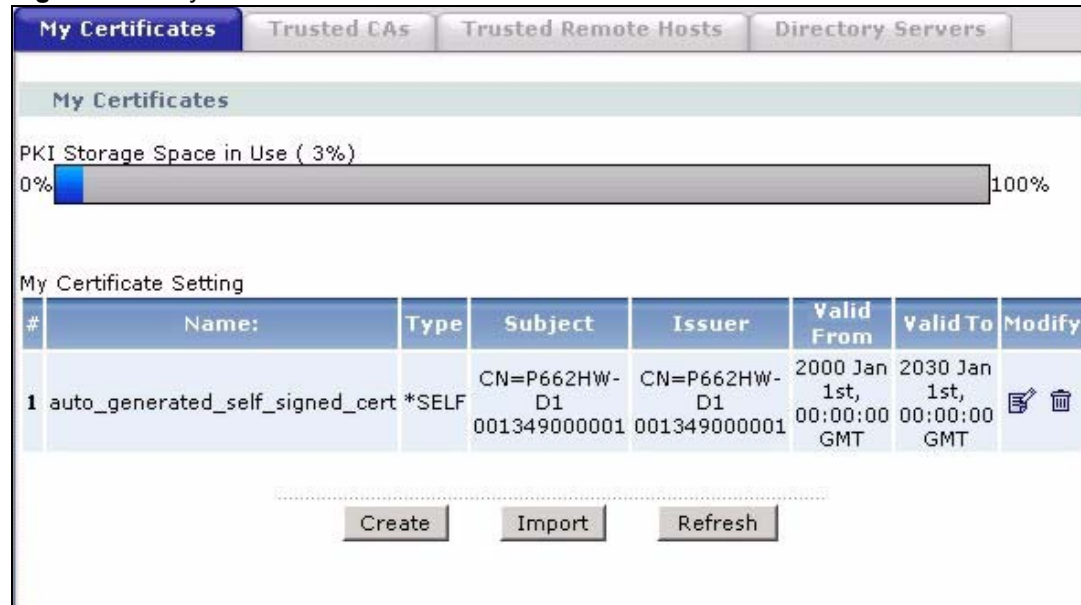 My Certificates Trusted CAs Trusted Remote Hosts Directory Servers
My Certificates
PKI Storage Space in Use ( 3%)
0% 100%
My Certificate Setting
# Name: Type Subject Issuer Valid From Valid To Modify
1 auto_generated_self_signed_cert *SELF CN=P662HW-D1 001349000001 CN=P662HW-D1 001349000001 2000 Jan 1st, 00:00:00 GMT 2030 Jan 1st, 00:00:00 GMT
Create Import Refresh